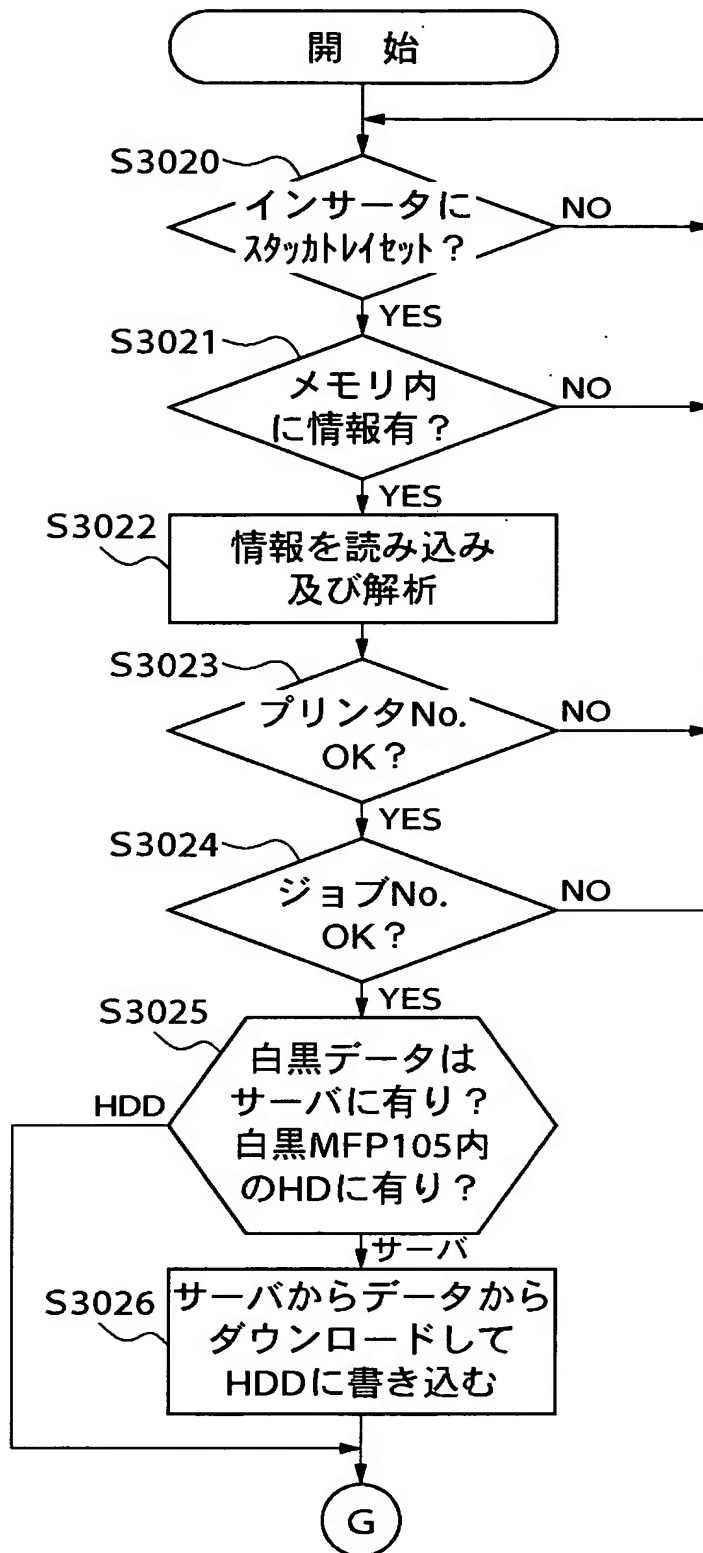 開 始
S3020
インサータに
スタッカトレイセット？
NO
YES
S3021
メモリ内
に情報有？
NO
YES
S3022
情報を読み込み
及び解析
S3023
プリンタNo.
OK？
NO
YES
S3024
ジョブNo.
OK？
NO
YES
S3025
白黒データは
サーバに有り？
白黒MFP105内
のHDに有り？
HDD
サーバ
S3026
サーバからデータから
ダウンロードして
HDDに書き込む
G